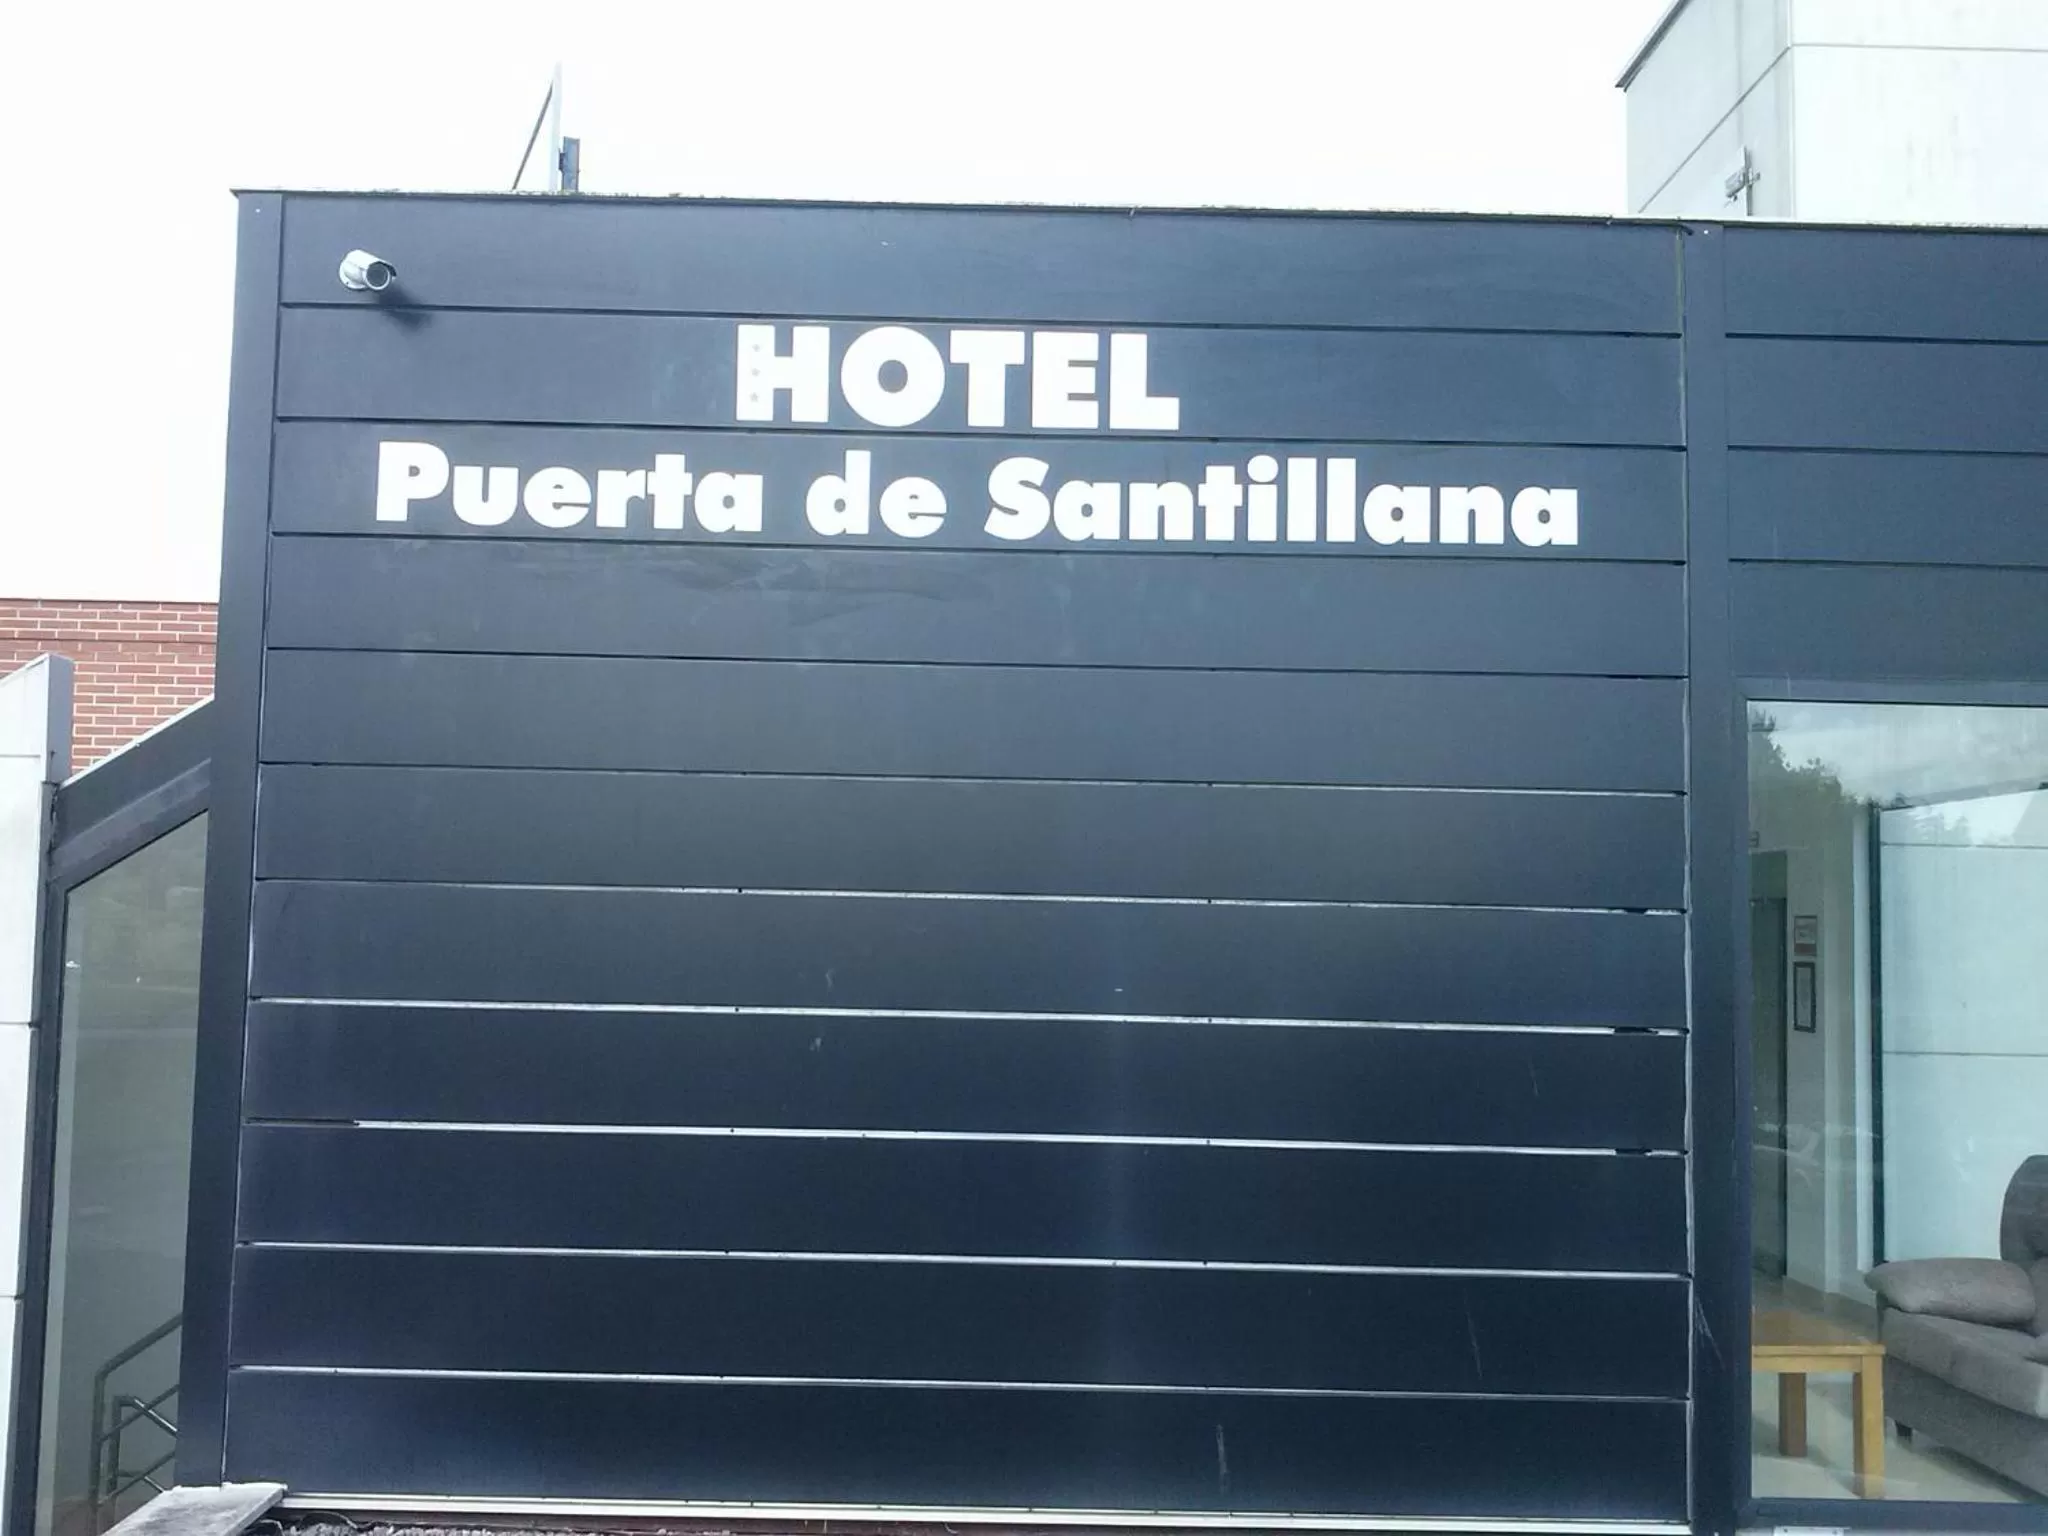 HOTEL
Puerta de Santillana